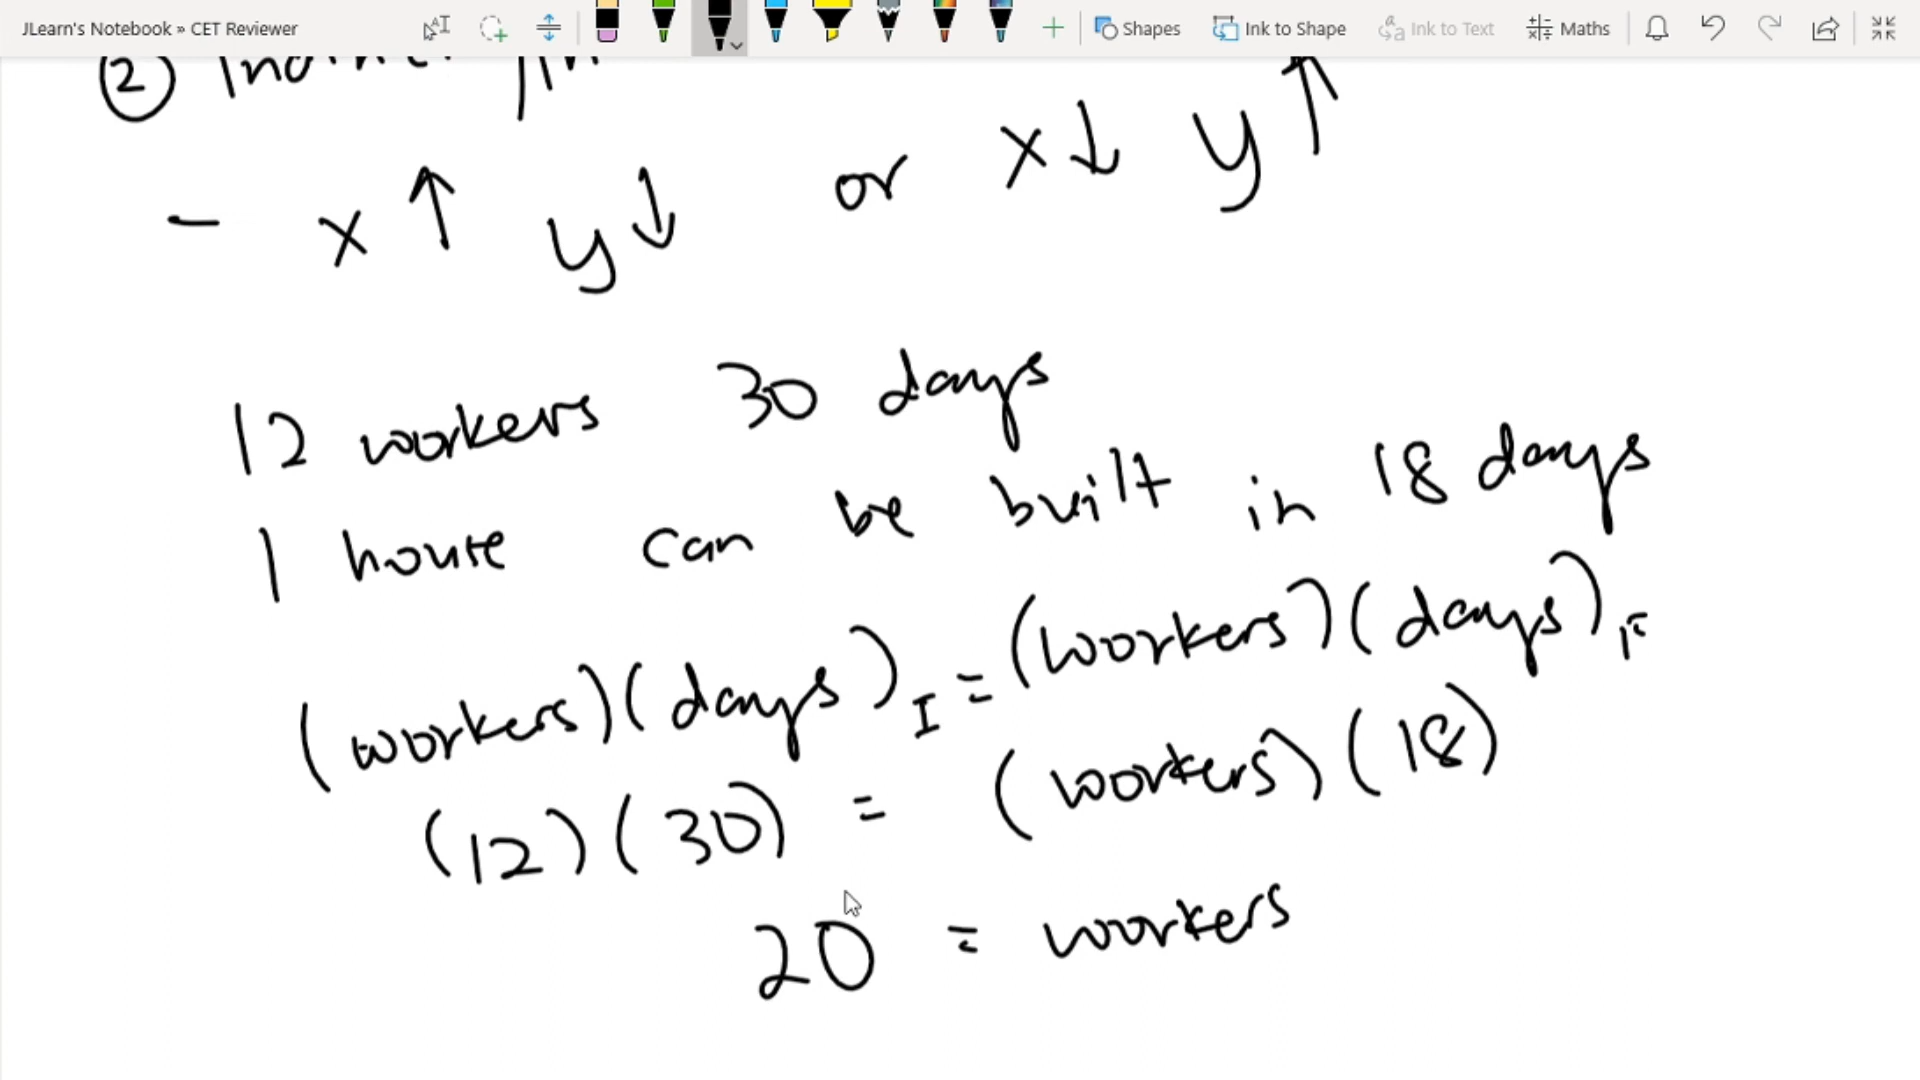 JLearn's Notebook » CET Reviewer Shapes Ink to Shape Ink to Text Maths
②
- x ↑ y ↓ or x ↓ y ↑
12 workers 30 days
1 house can be built in 18 days
(workers)(days)I = (workers)(days)F
(12)(30) = (workers)(18)
20 = workers